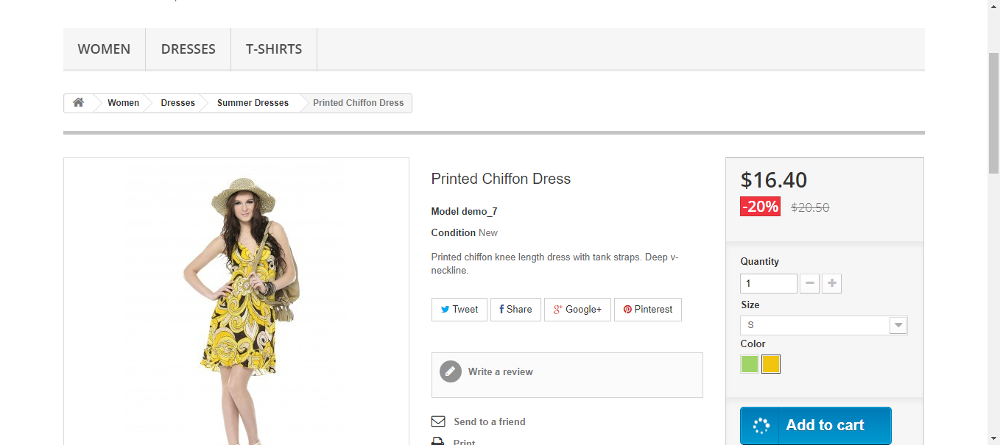 WOMEN DRESSES T-SHIRTS
Women Dresses Summer Dresses Printed Chiffon Dress
Printed Chiffon Dress
Model demo_7
Condition New
Printed chiffon knee length dress with tank straps. Deep v-
neckline.
Tweet Share Google+ Pinterest
Write a review
Send to a friend
Print
$16.40
-20% $20.50
Quantity
1
Size
S
Color
Add to cart